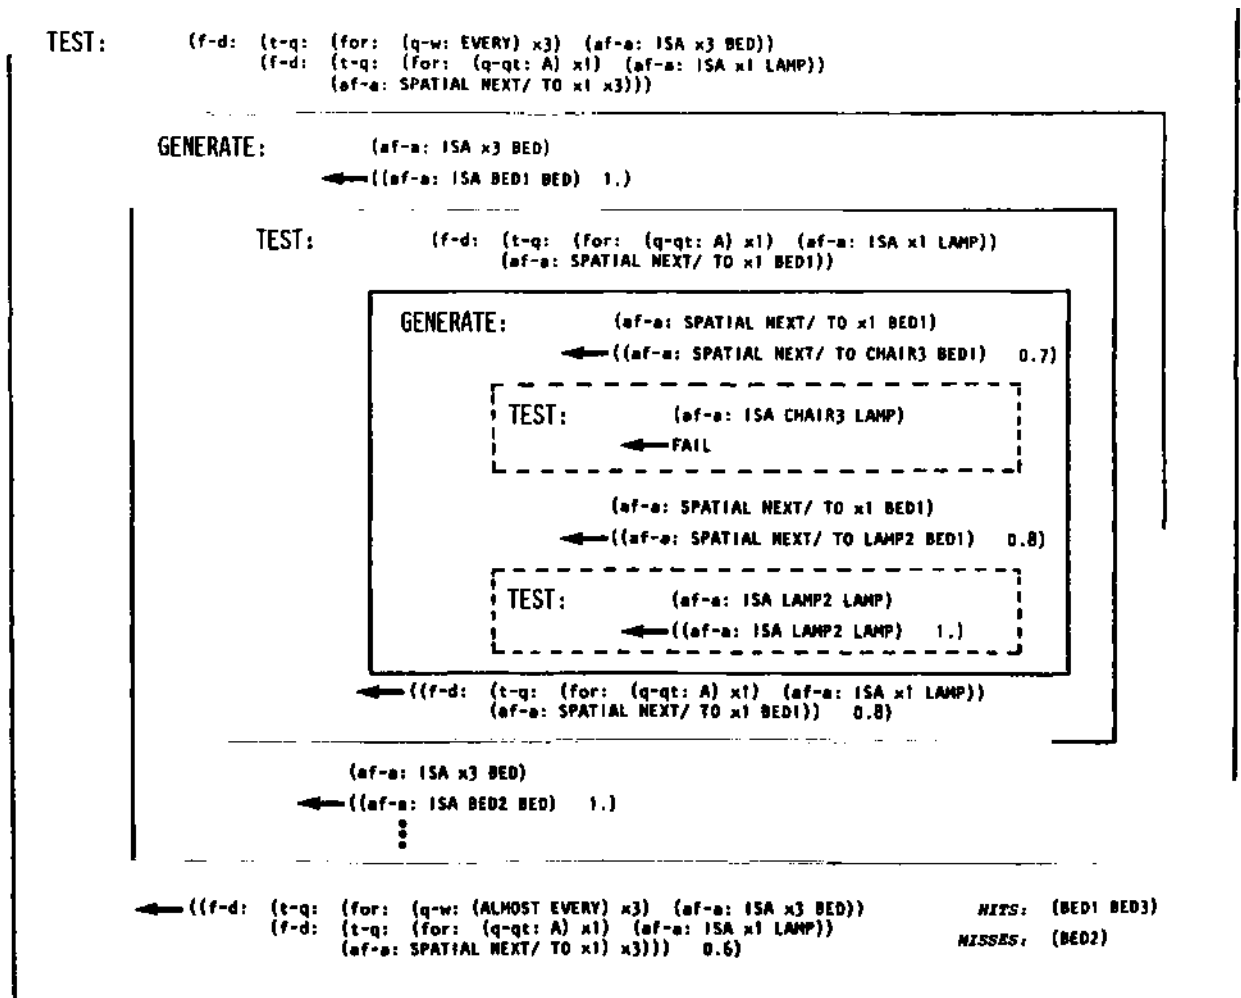 TEST: (f-d: (t-q: (for: (q-w: EVERY) x3) (af-a: ISA x3 BED))
(f-d: (t-q: (for: (q-qt: A) x1) (af-a: ISA x1 LAMP))
(af-a: SPATIAL NEXT/ TO x1 x3)))
GENERATE: (af-a: ISA x3 BED)
((af-a: ISA BED1 BED) 1.)
TEST: (f-d: (t-q: (for: (q-qt: A) x1) (af-a: ISA x1 LAMP))
(af-a: SPATIAL NEXT/ TO x1 BED1))
GENERATE: (af-a: SPATIAL NEXT/ TO x1 BED1)
((af-a: SPATIAL NEXT/ TO CHAIR3 BED1) 0.7)
TEST: (af-a: ISA CHAIR3 LAMP)
FAIL
(af-a: SPATIAL NEXT/ TO x1 BED1)
((af-a: SPATIAL NEXT/ TO LAMP2 BED1) 0.8)
TEST: (af-a: ISA LAMP2 LAMP)
((af-a: ISA LAMP2 LAMP) 1.)
((f-d: (t-q: (for: (q-qt: A) x1) (af-a: ISA x1 LAMP))
(af-a: SPATIAL NEXT/ TO x1 BED1)) 0.8)
(af-a: ISA x3 BED)
((af-a: ISA BED2 BED) 1.)
((f-d: (t-q: (for: (q-w: (ALMOST EVERY) x3) (af-a: ISA x3 BED)) HITS: (BED1 BED3)
(f-d: (t-q: (for: (q-qt: A) x1) (af-a: ISA x1 LAMP))
(af-a: SPATIAL NEXT/ TO x1) x3))) 0.6) MISSES: (BED2)